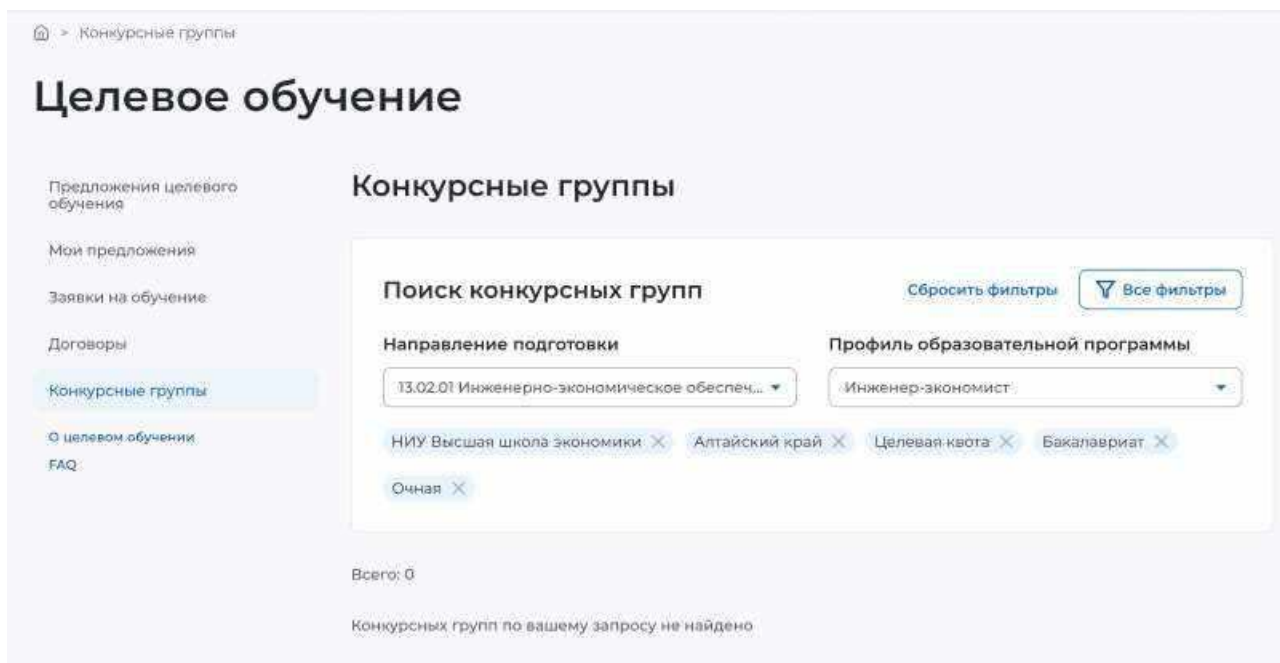 > Конкурсные группы
Целевое обучение
Предложения целевого
обучения
Мои предложения
Заявки на обучение
Договоры
Конкурсные группы
О целевом обучении
FAQ
Конкурсные группы
Поиск конкурсных групп
Сбросить фильтры
Все фильтры
Направление подготовки
Профиль образовательной программы
13.02.01 Инженерно-экономическое обеспеч...
Инженер-экономист
НИУ Высшая школа экономики ×
Алтайский край ×
Целевая квота ×
Бакалавриат ×
Очная ×
Всего: 0
Конкурсных групп по вашему запросу не найдено